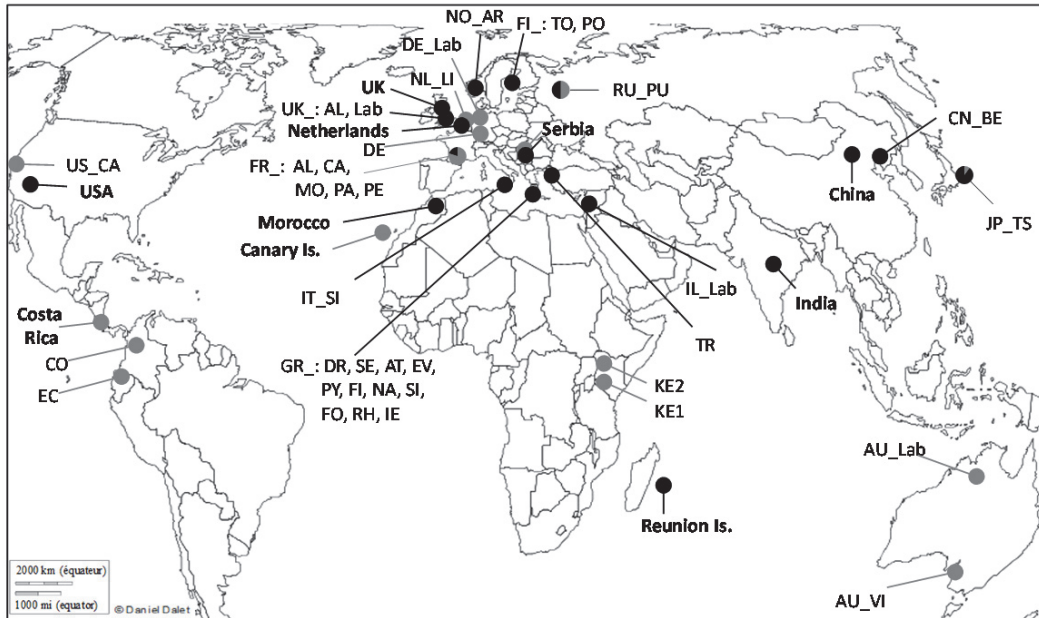 NO_AR
FI_: TO, PO
DE_Lab
NL_LI
UK
UK_: AL, Lab
Netherlands
DE
Serbia
RU_PU
CN_BE
China
JP_TS
US_CA
USA
FR_: AL, CA,
MO, PA, PE
Morocco
Canary Is.
IT_SI
IL_Lab
TR
India
Costa
Rica
CO
EC
GR_: DR, SE, AT, EV,
PY, FI, NA, SI,
FO, RH, IE
KE2
KE1
Reunion Is.
AU_Lab
AU_VI
2000 km (équateur)
1000 mi (equator)
© Daniel Dalet